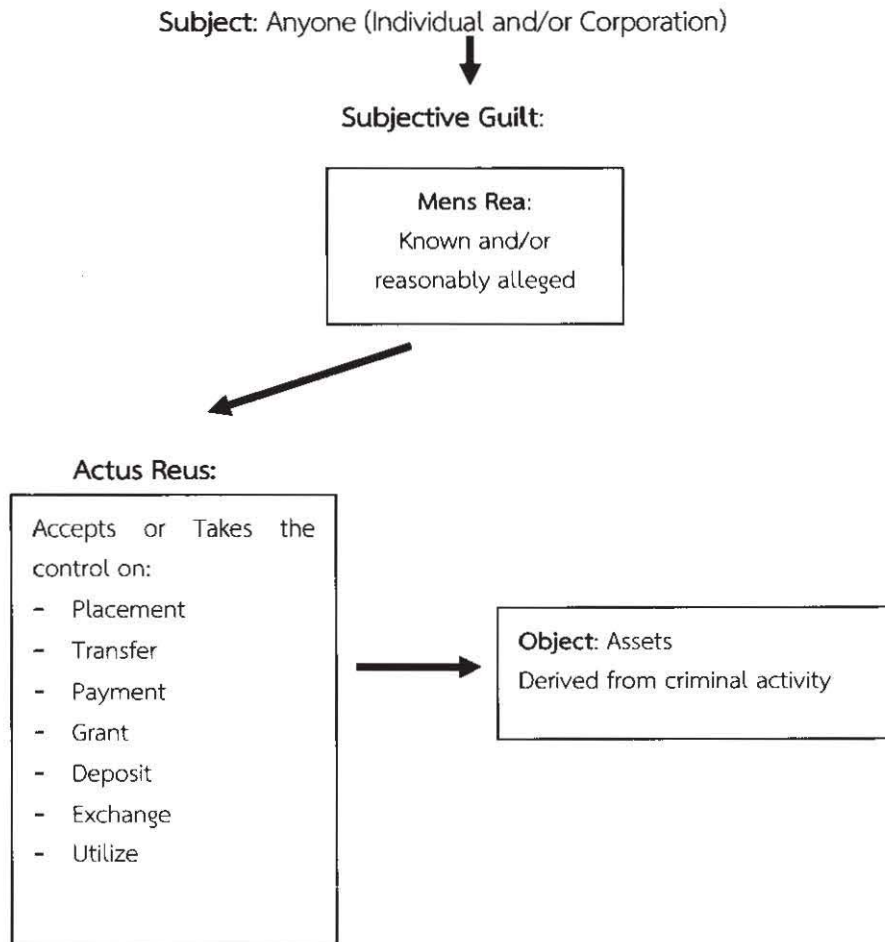 Subject: Anyone (Individual and/or Corporation)
Subjective Guilt:
Mens Rea:
Known and/or
reasonably alleged
Actus Reus:
Accepts or Takes the
control on:
- Placement
- Transfer
- Payment
- Grant
- Deposit
- Exchange
- Utilize
Object: Assets
Derived from criminal activity